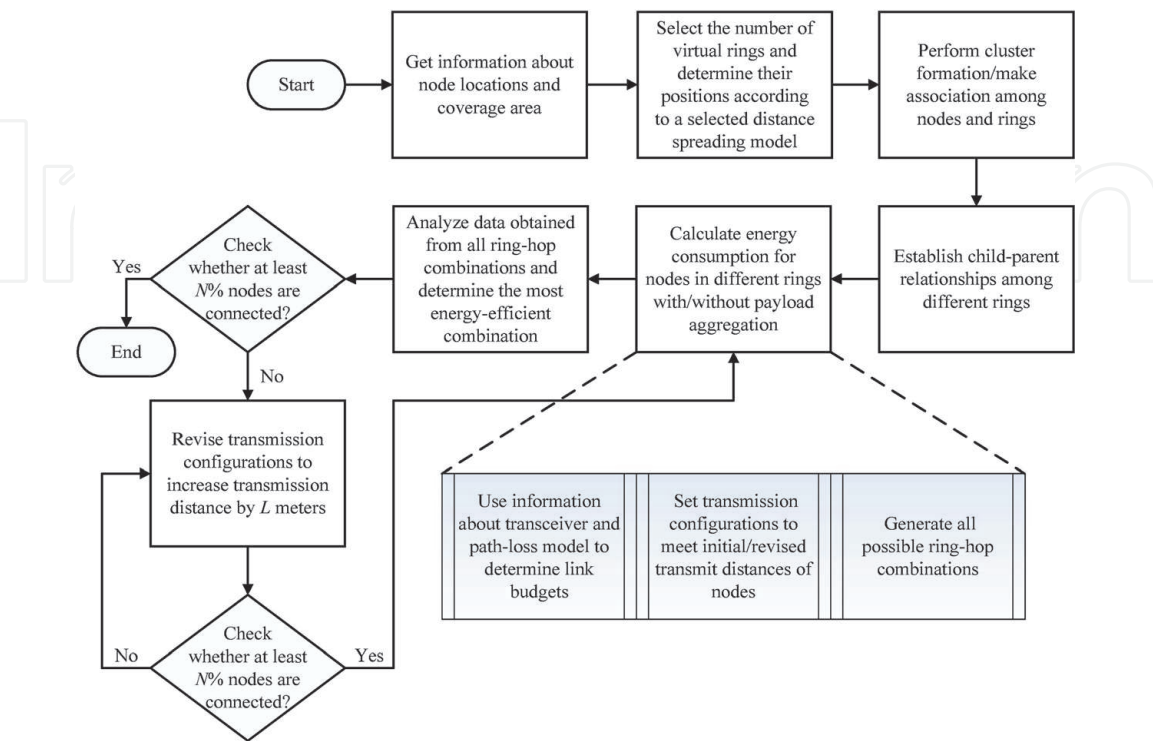 Start
Get information about
node locations and
coverage area
Select the number of
virtual rings and
determine their
positions according
to a selected distance
spreading model
Perform cluster
formation/make
association among
nodes and rings
Establish child-parent
relationships among
different rings
Calculate energy
consumption for
nodes in different rings
with/without payload
aggregation
Analyze data obtained
from all ring-hop
combinations and
determine the most
energy-efficient
combination
Check
whether at least
N% nodes are
connected?
Yes
End
No
Revise transmission
configurations to
increase transmission
distance by L meters
Check
whether at least
N% nodes are
connected?
No
Yes
Use information
about transceiver and
path-loss model to
determine link
budgets
Set transmission
configurations to
meet initial/revised
transmit distances of
nodes
Generate all
possible ring-hop
combinations